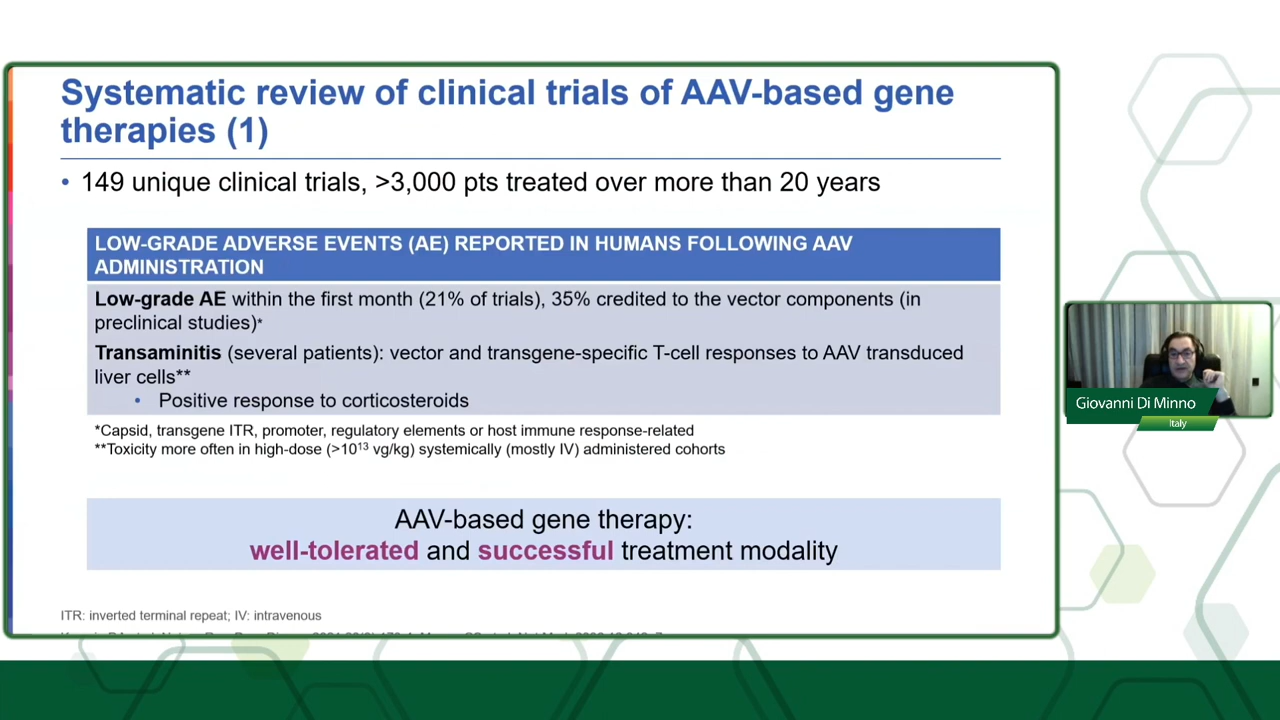 Systematic review of clinical trials of AAV-based gene
therapies (1)
• 149 unique clinical trials, >3,000 pts treated over more than 20 years
LOW-GRADE ADVERSE EVENTS (AE) REPORTED IN HUMANS FOLLOWING AAV
ADMINISTRATION
Low-grade AE within the first month (21% of trials), 35% credited to the vector components (in
preclinical studies)*
Transaminitis (several patients): vector and transgene-specific T-cell responses to AAV transduced
liver cells**
• Positive response to corticosteroids
*Capsid, transgene ITR, promoter, regulatory elements or host immune response-related
**Toxicity more often in high-dose (>10¹³ vg/kg) systemically (mostly IV) administered cohorts
AAV-based gene therapy:
well-tolerated and successful treatment modality
ITR: inverted terminal repeat; IV: intravenous
Giovanni Di Minno
Italy